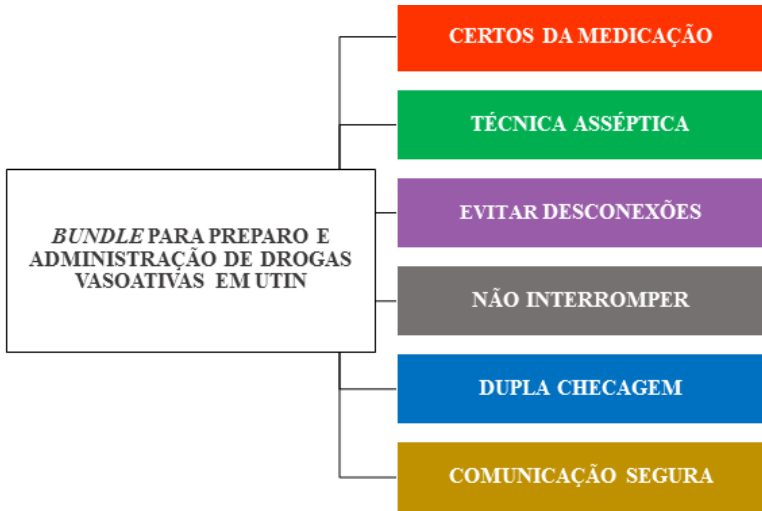 BUNDLE PARA PREPARO E
ADMINISTRAÇÃO DE DROGAS
VASOATIVAS EM UTIN
CERTOS DA MEDICAÇÃO
TÉCNICA ASSÉPTICA
EVITAR DESCONEXÕES
NÃO INTERROMPER
DUPLA CHECAGEM
COMUNICAÇÃO SEGURA